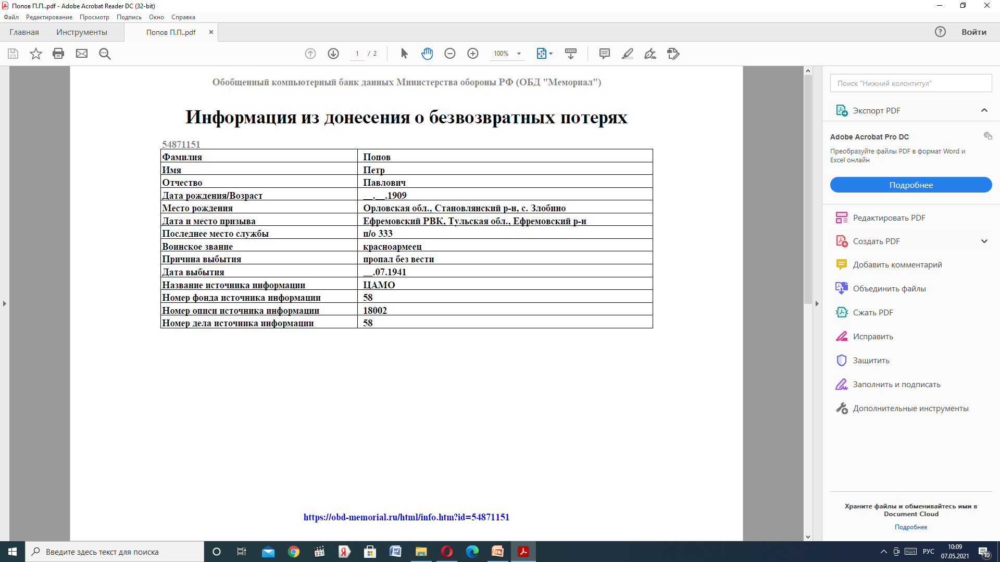 Попов П.П..pdf - Adobe Acrobat Reader DC (32-bit)
Файл Редактирование Просмотр Подпись Окно Справка
Главная Инструменты Попов П.П..pdf Войти
1 / 2 100%
Обобщенный компьютерный банк данных Министерства обороны РФ (ОБД "Мемориал")
Информация из донесения о безвозвратных потерях
54871151
Фамилия Попов
Имя Петр
Отчество Павлович
Дата рождения/Возраст __.__.1909
Место рождения Орловская обл., Становлянский р-н, с. Злобино
Дата и место призыва Ефремовский РВК, Тульская обл., Ефремовский р-н
Последнее место службы п/о 333
Воинское звание красноармеец
Причина выбытия пропал без вести
Дата выбытия __.07.1941
Название источника информации ЦАМО
Номер фонда источника информации 58
Номер описи источника информации 18002
Номер дела источника информации 58
https://obd-memorial.ru/html/info.htm?id=54871151
Поиск "Нижний колонтитул"
Экспорт PDF
Adobe Acrobat Pro DC
Преобразуйте файлы PDF в формат Word и
Excel онлайн
Подробнее
Редактировать PDF
Создать PDF
Добавить комментарий
Объединить файлы
Сжать PDF
Исправить
Защитить
Заполнить и подписать
Дополнительные инструменты
Храните файлы и обменивайтесь ими в
Document Cloud
Подробнее
Введите здесь текст для поиска
321
РУС
10:09
07.05.2021
10